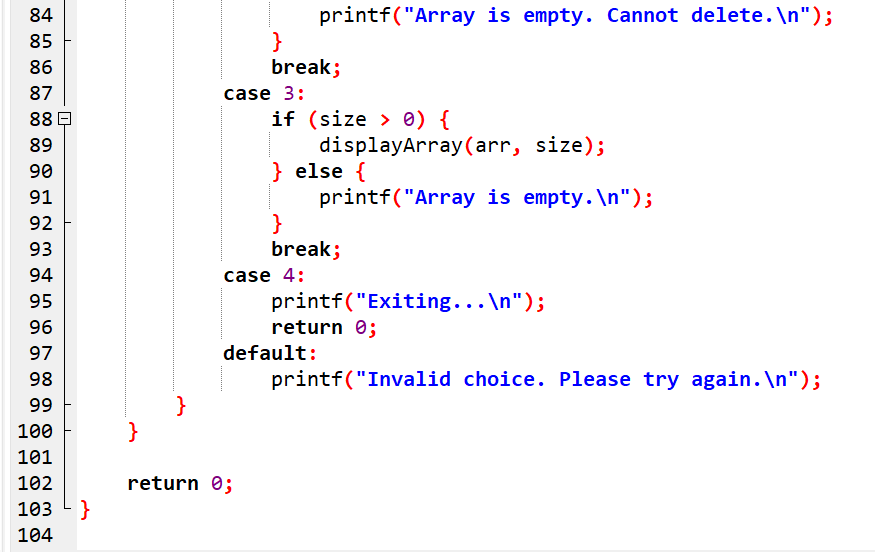 84 printf("Array is empty. Cannot delete.\n");
85 }
86 break;
87 case 3:
88 if (size > 0) {
89 displayArray(arr, size);
90 } else {
91 printf("Array is empty.\n");
92 }
93 break;
94 case 4:
95 printf("Exiting...\n");
96 return 0;
97 default:
98 printf("Invalid choice. Please try again.\n");
99 }
100 }
101
102 return 0;
103 }
104